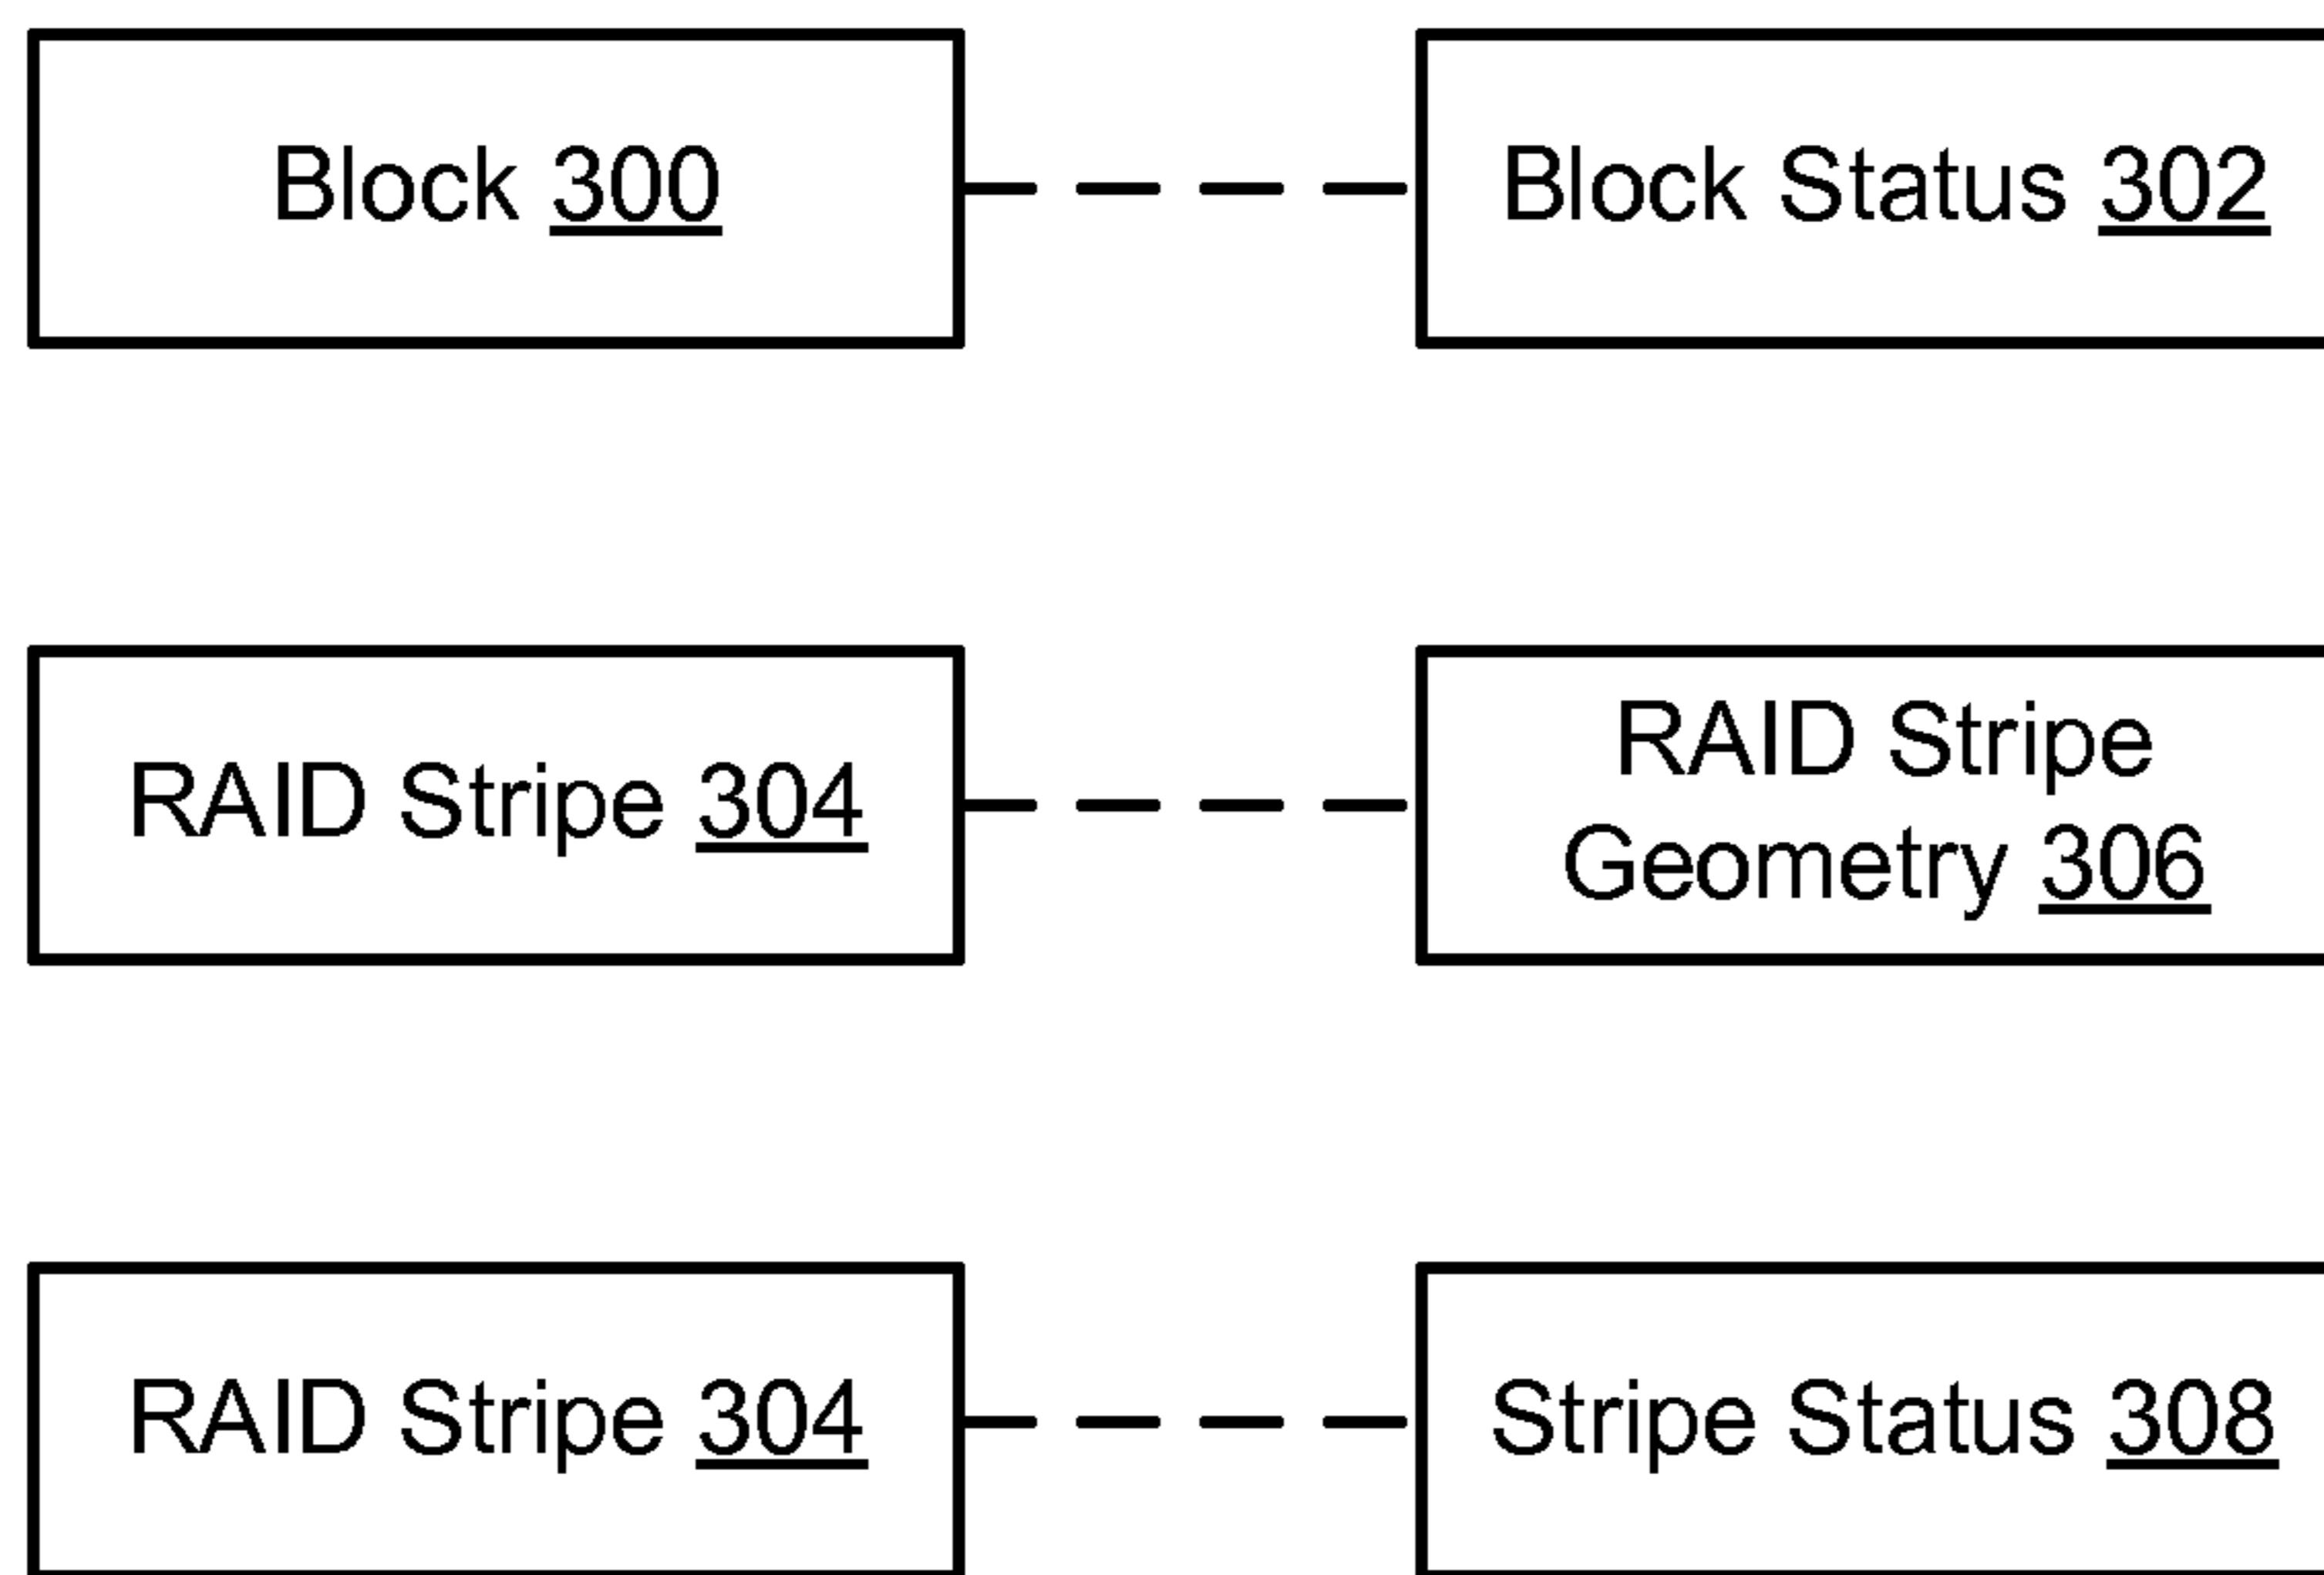 Block 300
Block Status 302
RAID Stripe 304
RAID Stripe
Geometry 306
RAID Stripe 304
Stripe Status 308